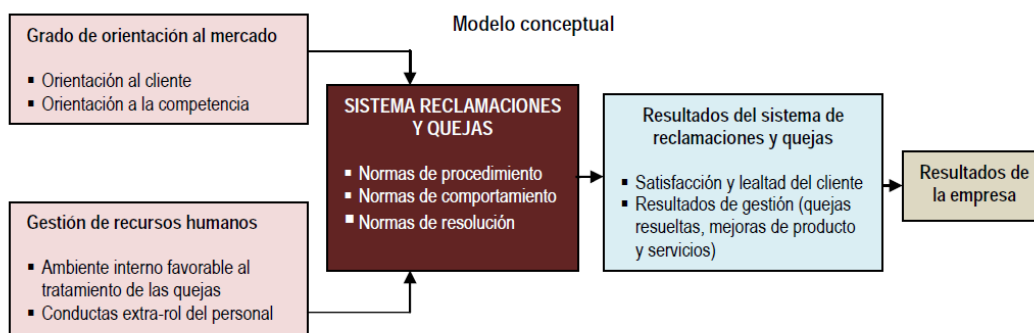 Modelo conceptual
Grado de orientación al mercado
▪ Orientación al cliente
▪ Orientación a la competencia
Gestión de recursos humanos
▪ Ambiente interno favorable al
tratamiento de las quejas
▪ Conductas extra-rol del personal
SISTEMA RECLAMACIONES
Y QUEJAS
▪ Normas de procedimiento
▪ Normas de comportamiento
▪ Normas de resolución
Resultados del sistema de
reclamaciones y quejas
▪ Satisfacción y lealtad del cliente
▪ Resultados de gestión (quejas
resueltas, mejoras de producto
y servicios)
Resultados de
la empresa